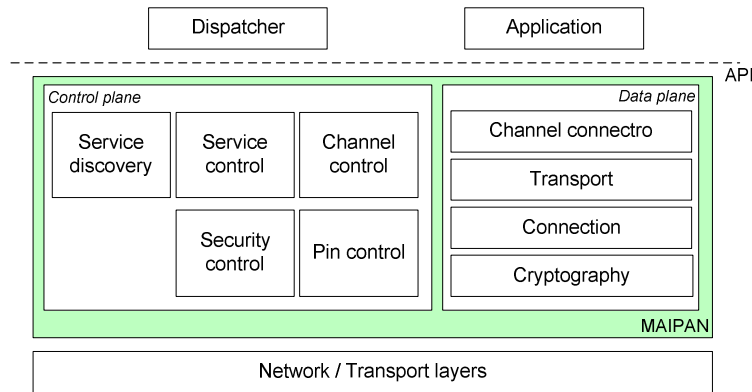 Dispatcher
Application
API
Control plane
Data plane
Service
discovery
Service
control
Channel
control
Security
control
Pin control
Channel connectro
Transport
Connection
Cryptography
MAIPAN
Network / Transport layers